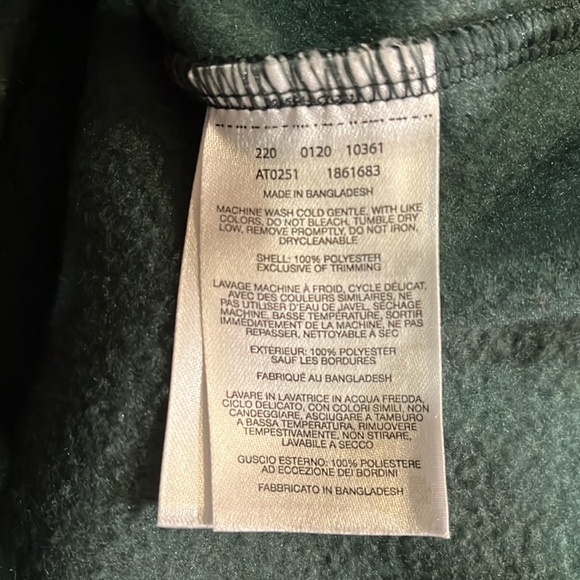 220 0120 10361
AT0251 1861683
MADE IN BANGLADESH
MACHINE WASH COLD GENTLE, WITH LIKE
COLORS, DO NOT BLEACH, TUMBLE DRY
LOW, REMOVE PROMPTLY, DO NOT IRON,
DRYCLEANABLE
SHELL: 100% POLYESTER
EXCLUSIVE OF TRIMMING
LAVAGE MACHINE À FROID, CYCLE DÉLICAT,
AVEC DES COULEURS SIMILAIRES, NE
PAS UTILISER D'EAU DE JAVEL, SÉCHAGE
MACHINE, BASSE TEMPÉRATURE, SORTIR
IMMÉDIATEMENT DE LA MACHINE, NE PAS
REPASSER, NETTOYABLE À SEC
EXTÉRIEUR: 100% POLYESTER
SAUF LES BORDURES
FABRIQUÉ AU BANGLADESH
LAVARE IN LAVATRICE IN ACQUA FREDDA,
CICLO DELICATO, CON COLORI SIMILI, NON
CANDEGGIARE, ASCIUGARE A TAMBURO
A BASSA TEMPERATURA, RIMUOVERE
TEMPESTIVAMENTE, NON STIRARE,
LAVABILE A SECCO
GUSCIO ESTERNO: 100% POLIESTERE
AD ECCEZIONE DEI BORDINI
FABBRICATO IN BANGLADESH